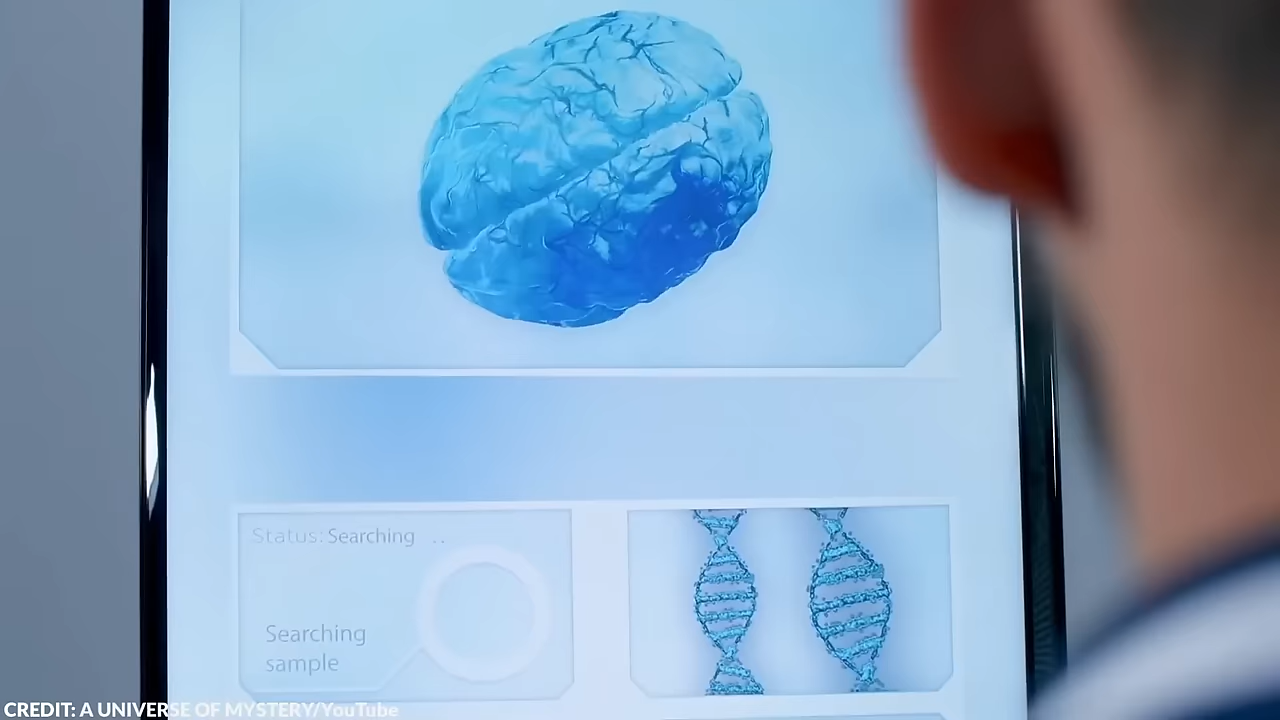 Status: Searching ..
Searching
sample
CREDIT: A UNIVERSE OF MYSTERY/YouTube